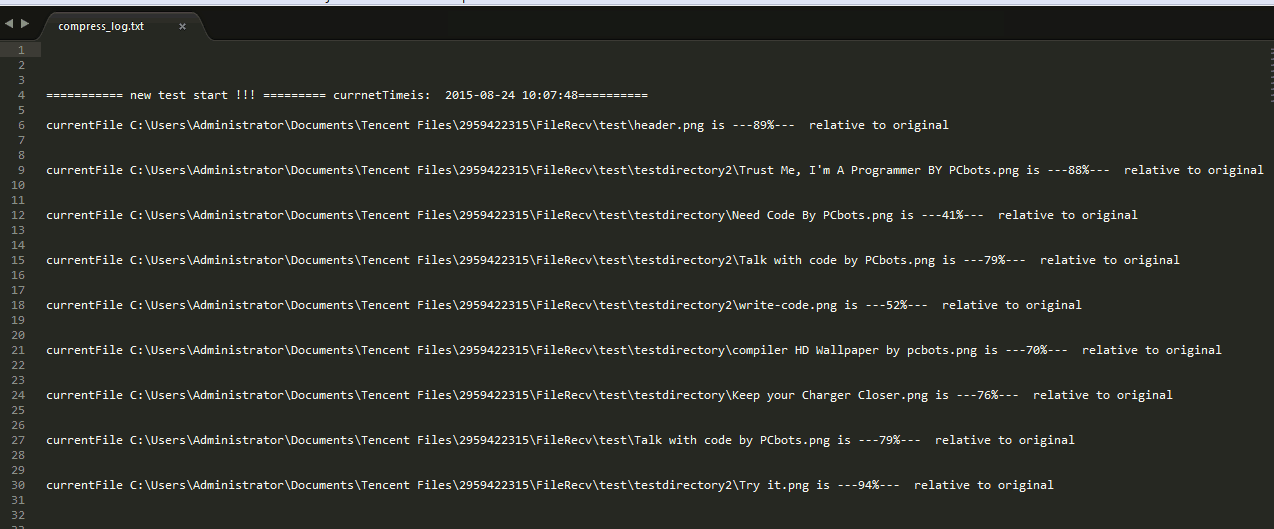 compress_log.txt ×
1
2
3
4 =========== new test start !!! ========= currnetTimeis:  2015-08-24 10:07:48==========
5
6 currentFile C:\Users\Administrator\Documents\Tencent Files\2959422315\FileRecv\test\header.png is ---89%---  relative to original
7
8
9 currentFile C:\Users\Administrator\Documents\Tencent Files\2959422315\FileRecv\test\testdirectory2\Trust Me, I'm A Programmer BY PCbots.png is ---88%---  relative to original
10
11
12 currentFile C:\Users\Administrator\Documents\Tencent Files\2959422315\FileRecv\test\testdirectory\Need Code By PCbots.png is ---41%---  relative to original
13
14
15 currentFile C:\Users\Administrator\Documents\Tencent Files\2959422315\FileRecv\test\testdirectory2\Talk with code by PCbots.png is ---79%---  relative to original
16
17
18 currentFile C:\Users\Administrator\Documents\Tencent Files\2959422315\FileRecv\test\testdirectory2\write-code.png is ---52%---  relative to original
19
20
21 currentFile C:\Users\Administrator\Documents\Tencent Files\2959422315\FileRecv\test\testdirectory\compiler HD Wallpaper by pcbots.png is ---70%---  relative to original
22
23
24 currentFile C:\Users\Administrator\Documents\Tencent Files\2959422315\FileRecv\test\testdirectory\Keep your Charger Closer.png is ---76%---  relative to original
25
26
27 currentFile C:\Users\Administrator\Documents\Tencent Files\2959422315\FileRecv\test\Talk with code by PCbots.png is ---79%---  relative to original
28
29
30 currentFile C:\Users\Administrator\Documents\Tencent Files\2959422315\FileRecv\test\testdirectory2\Try it.png is ---94%---  relative to original
31
32